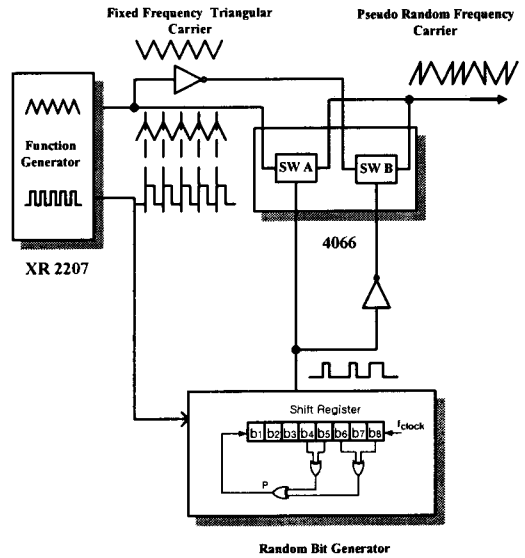 Fixed Frequency Triangular
Carrier
Pseudo Random Frequency
Carrier
Function
Generator
XR 2207
SW A
SW B
4066
Shift Register
b1 b2 b3 b4 b5 b6 b7 b8
fclock
P
Random Bit Generator